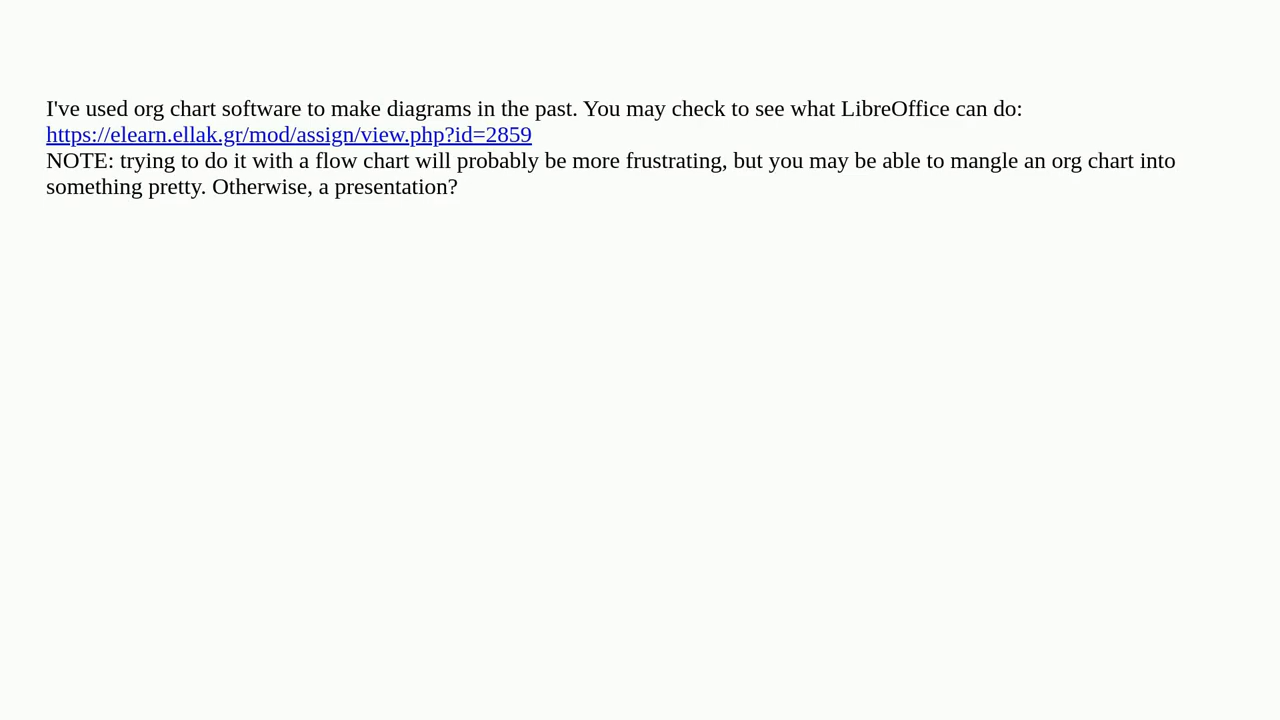 I've used org chart software to make diagrams in the past. You may check to see what LibreOffice can do:
https://elearn.ellak.gr/mod/assign/view.php?id=2859
NOTE: trying to do it with a flow chart will probably be more frustrating, but you may be able to mangle an org chart into
something pretty. Otherwise, a presentation?